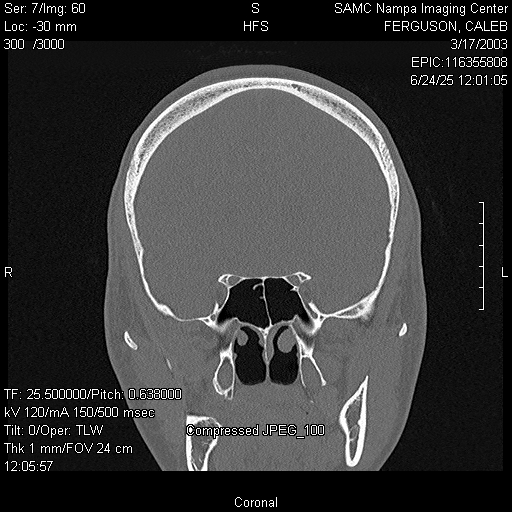 Ser: 7/Img: 60
Loc: -30 mm
300 /3000
S
HFS
SAMC Nampa Imaging Center
FERGUSON, CALEB
3/17/2003
EPIC:116355808
6/24/25 12:01:05
R
L
TF: 25.500000/Pitch: 0.638000
kV 120/mA 150/500 msec
Tilt: 0/Oper: TLW
Thk 1 mm/FOV 24 cm
12:05:57
Compressed JPEG_100
Coronal